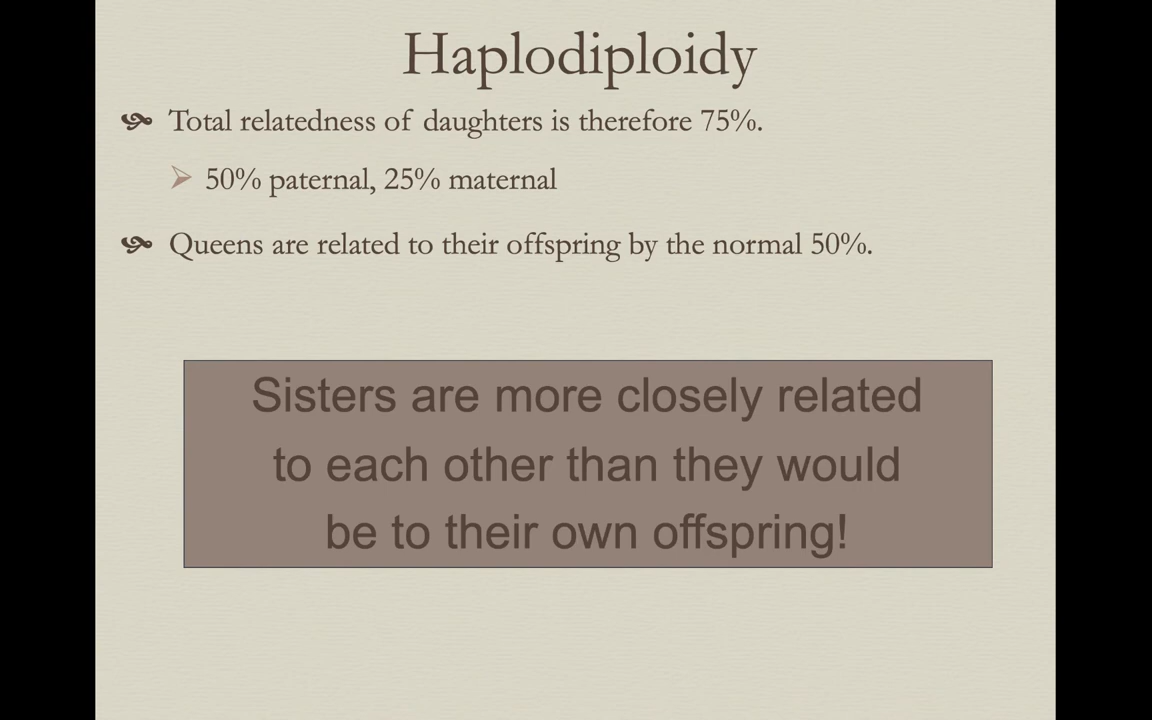 Haplodiploidy
Total relatedness of daughters is therefore 75%.
50% paternal, 25% maternal
Queens are related to their offspring by the normal 50%.
Sisters are more closely related
to each other than they would
be to their own offspring!